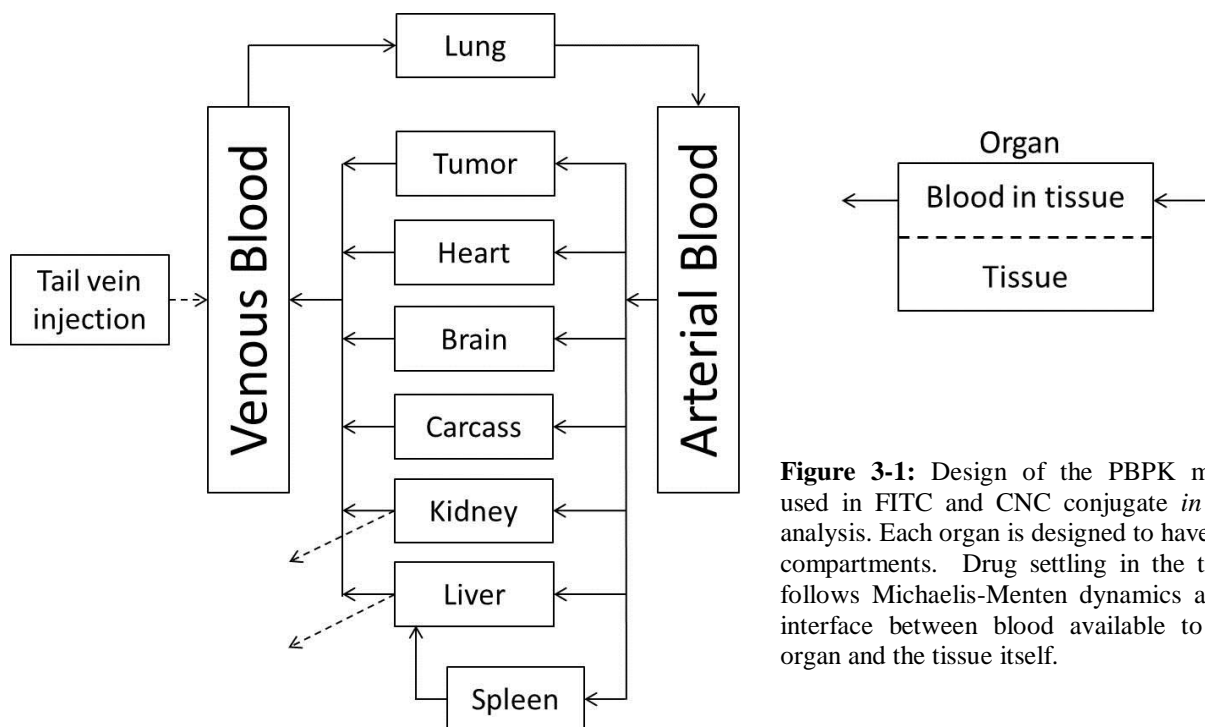 Lung
Venous Blood
Arterial Blood
Tumor
Heart
Brain
Carcass
Kidney
Liver
Spleen
Tail vein
injection
Organ
Blood in tissue
Tissue
Figure 3-1: Design of the PBPK m
used in FITC and CNC conjugate in
analysis. Each organ is designed to have
compartments. Drug settling in the t
follows Michaelis-Menten dynamics a
interface between blood available to
organ and the tissue itself.